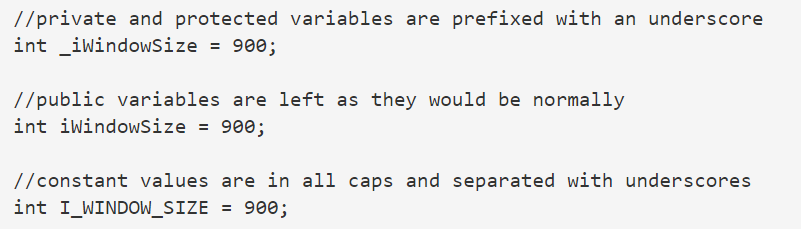 //private and protected variables are prefixed with an underscore
int _iWindowSize = 900;
//public variables are left as they would be normally
int iWindowSize = 900;
//constant values are in all caps and separated with underscores
int I_WINDOW_SIZE = 900;